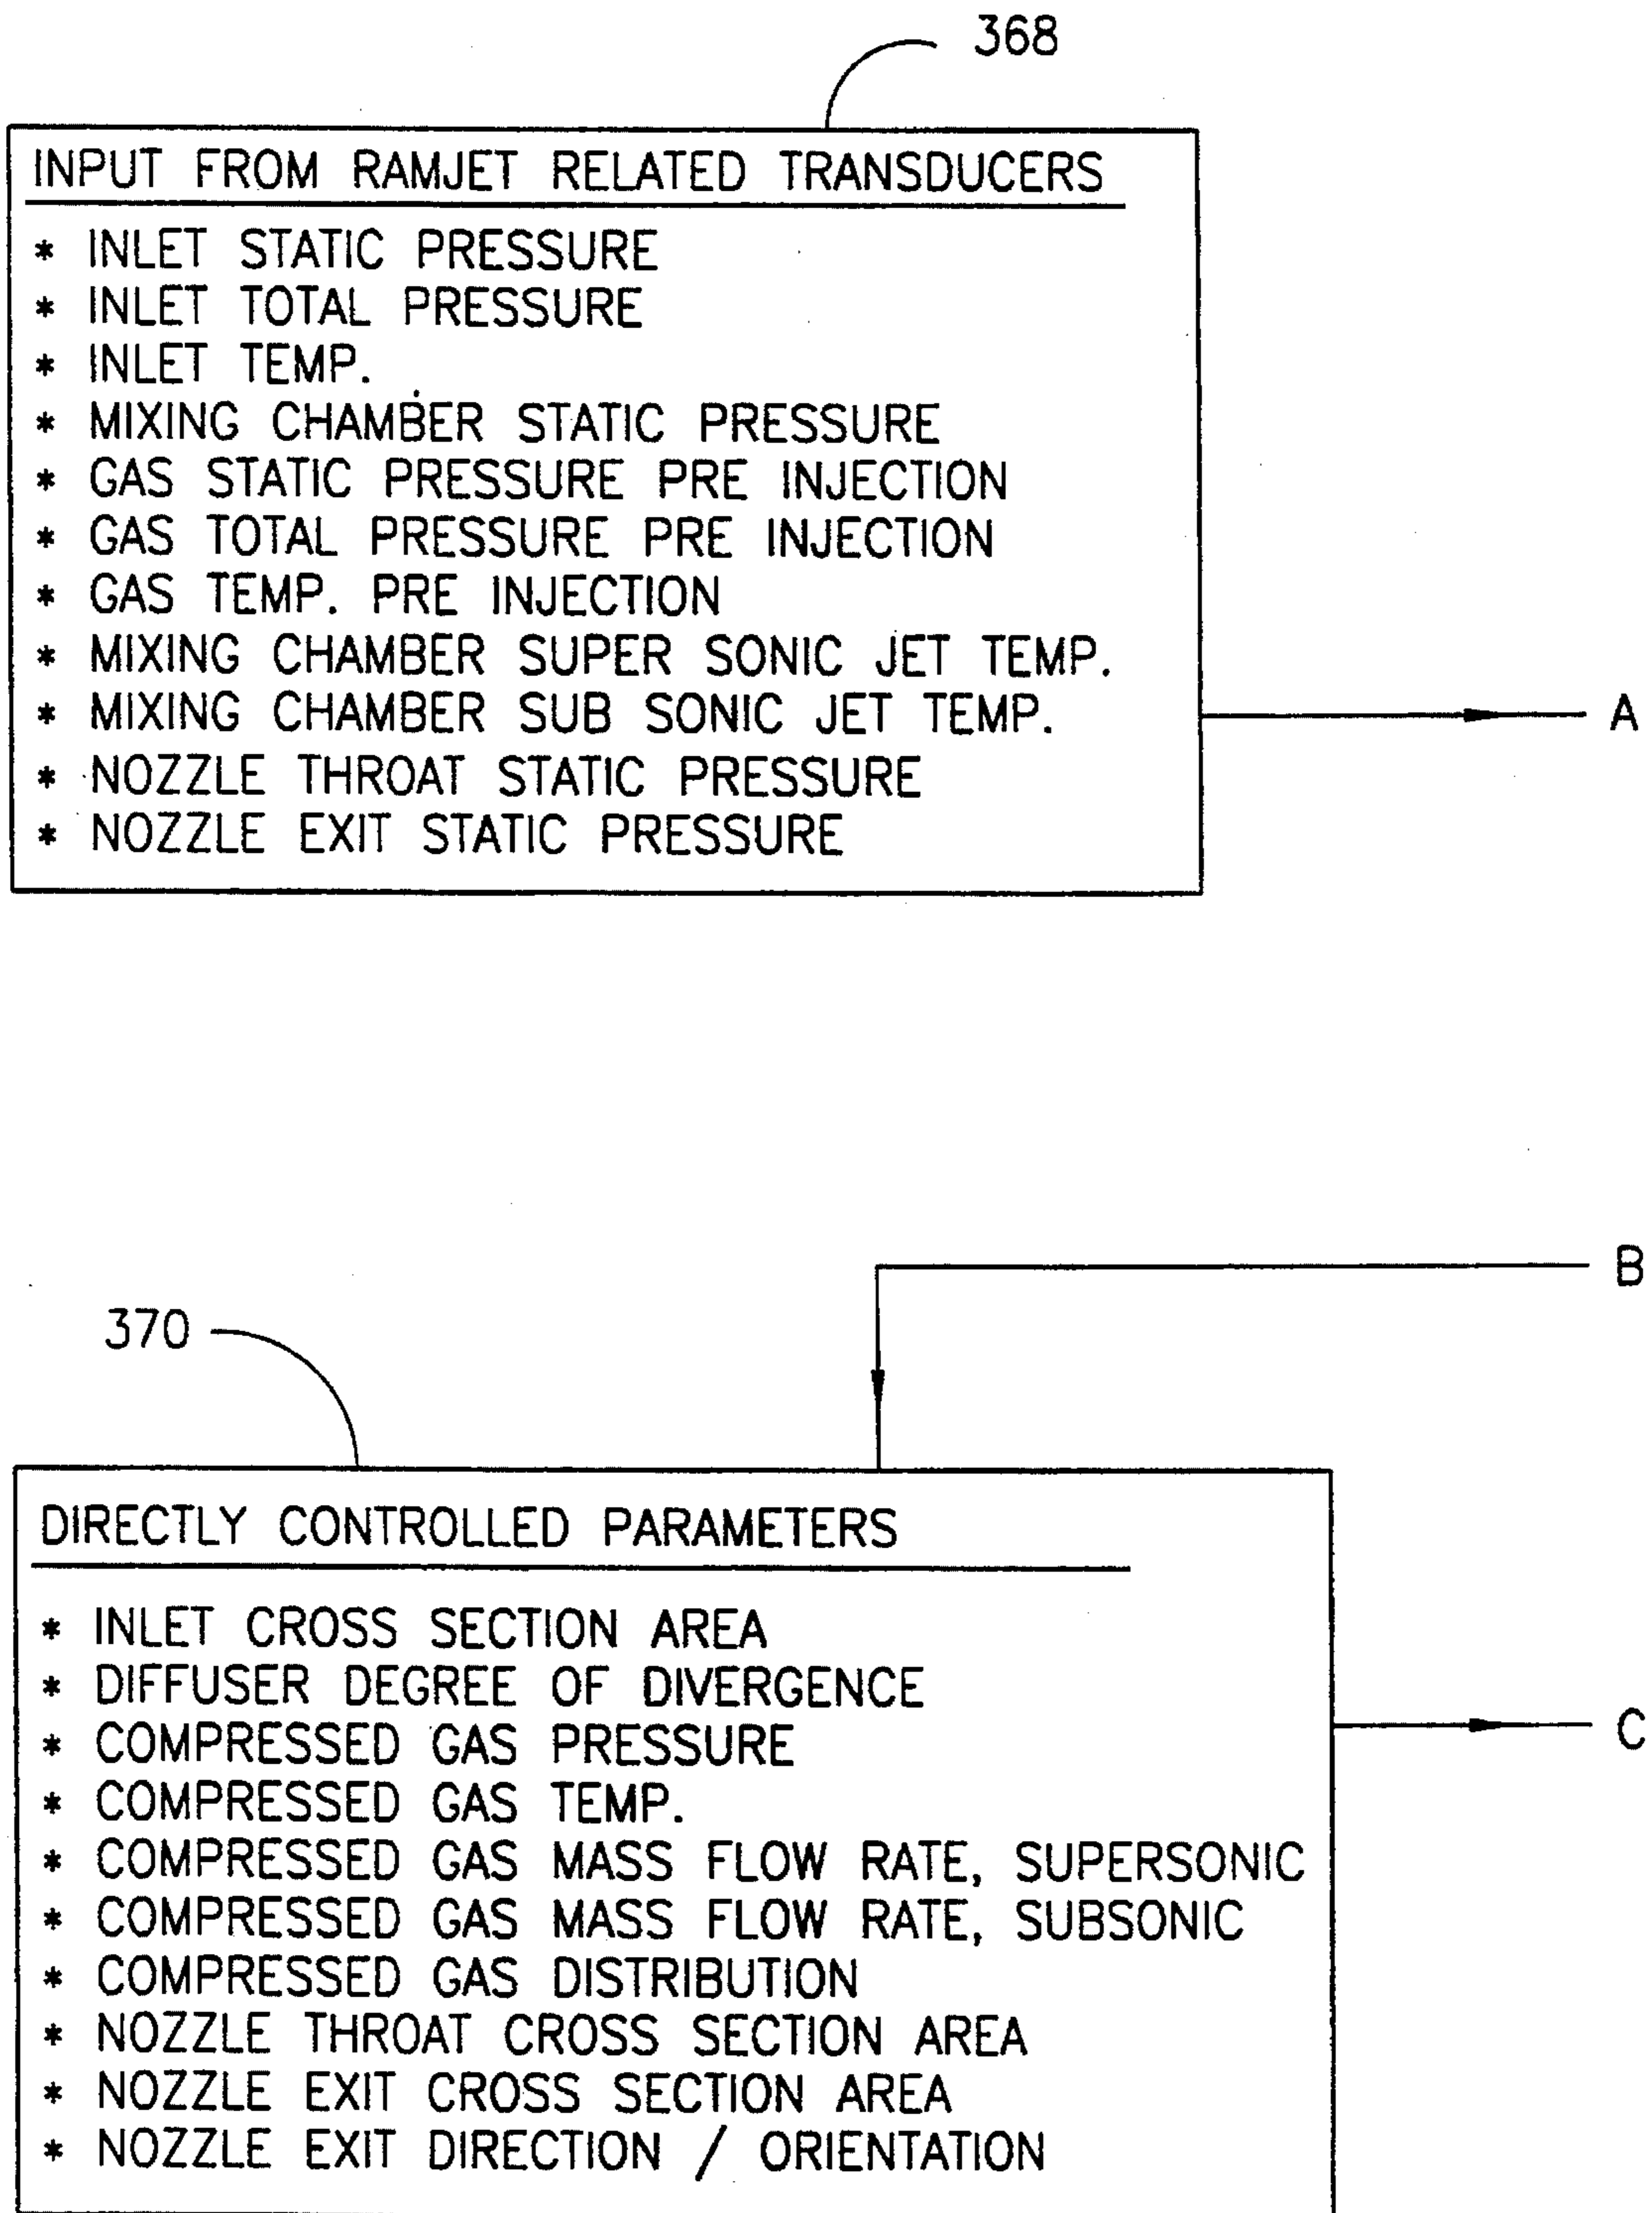 368
INPUT FROM RAMJET RELATED TRANSDUCERS
* INLET STATIC PRESSURE
* INLET TOTAL PRESSURE
* INLET TEMP.
* MIXING CHAMBER STATIC PRESSURE
* GAS STATIC PRESSURE PRE INJECTION
* GAS TOTAL PRESSURE PRE INJECTION
* GAS TEMP. PRE INJECTION
* MIXING CHAMBER SUPER SONIC JET TEMP.
* MIXING CHAMBER SUB SONIC JET TEMP.
A
* NOZZLE THROAT STATIC PRESSURE
* NOZZLE EXIT STATIC PRESSURE
B
370
DIRECTLY CONTROLLED PARAMETERS
* INLET CROSS SECTION AREA
* DIFFUSER DEGREE OF DIVERGENCE
* COMPRESSED GAS PRESSURE
C
* COMPRESSED GAS TEMP.
* COMPRESSED GAS MASS FLOW RATE, SUPERSONIC
* COMPRESSED GAS MASS FLOW RATE, SUBSONIC
* COMPRESSED GAS DISTRIBUTION
* NOZZLE THROAT CROSS SECTION AREA
* NOZZLE EXIT CROSS SECTION AREA
* NOZZLE EXIT DIRECTION / ORIENTATION